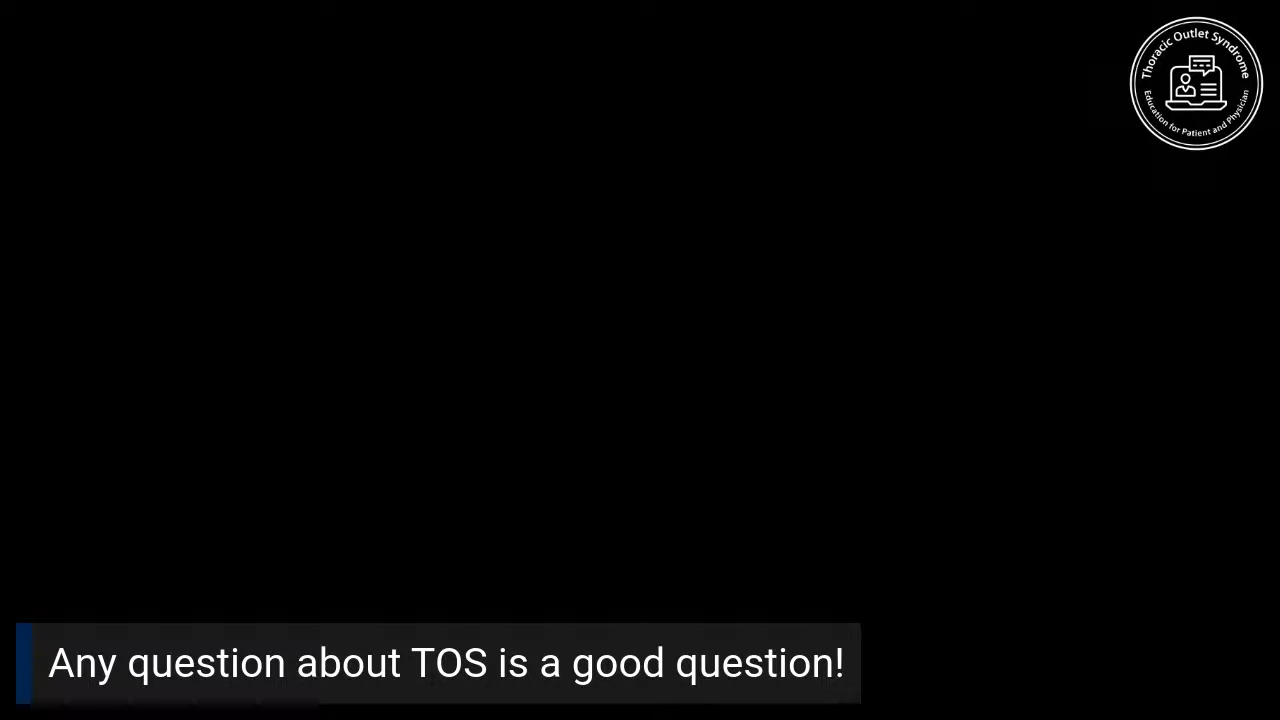 Thoracic Outlet Syndrome
Education for Patient and Physician
Any question about TOS is a good question!